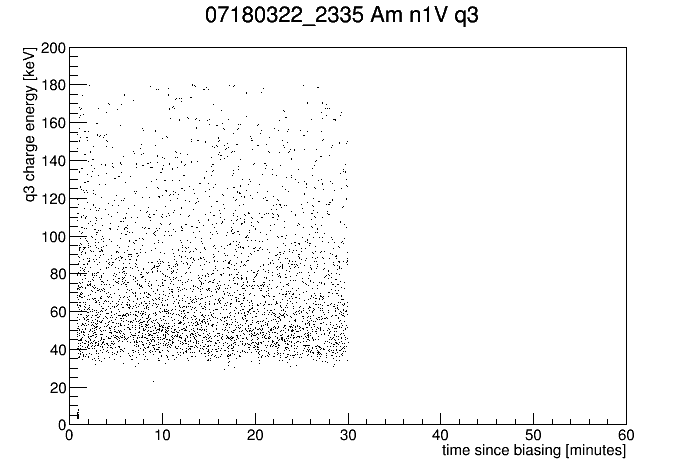 07180322_2335 Am n1V q3
q3 charge energy [keV]
200
180
160
140
120
100
80
60
40
20
0
0 10 20 30 40 50 60
time since biasing [minutes]